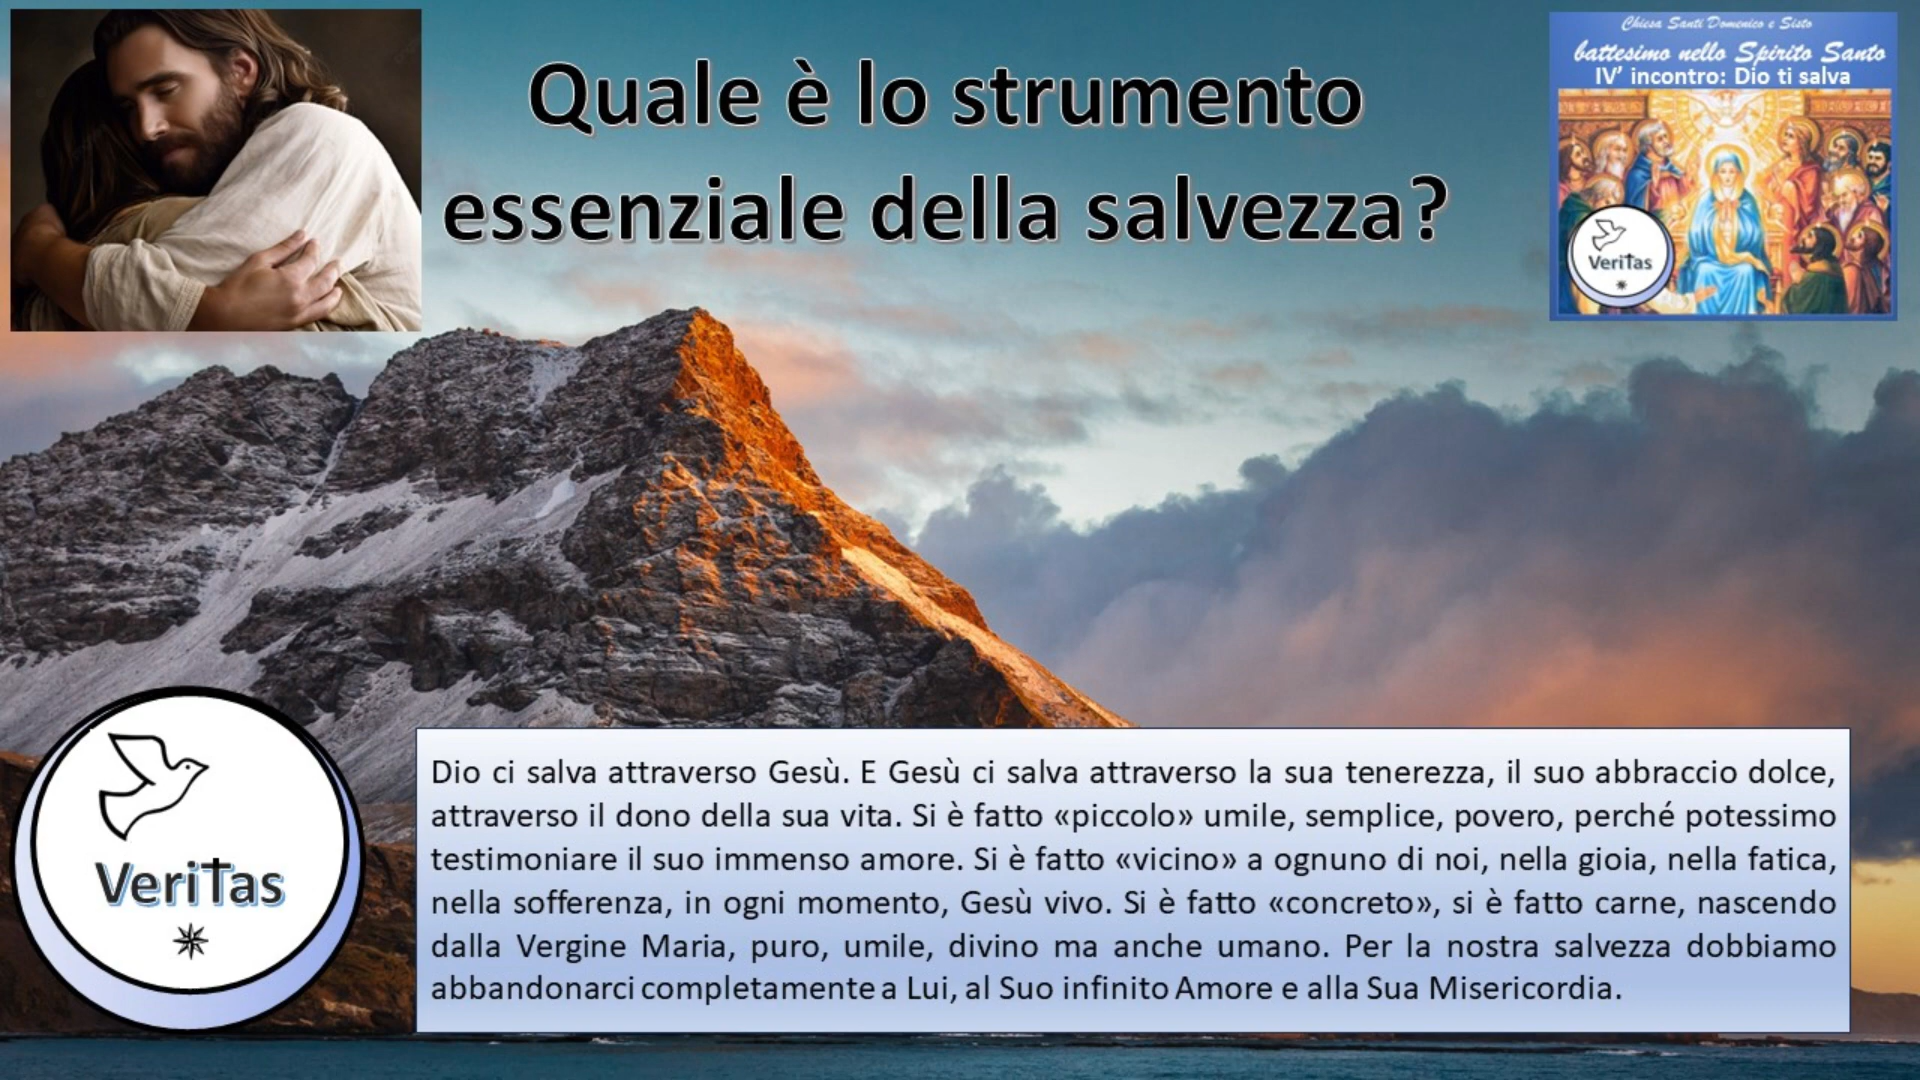 Quale è lo strumento
essenziale della salvezza?
Chiesa Santi Domenico e Sisto
battesimo nello Spirito Santo
IV' incontro: Dio ti salva
VeriTas
Dio ci salva attraverso Gesù. E Gesù ci salva attraverso la sua tenerezza, il suo abbraccio dolce,
attraverso il dono della sua vita. Si è fatto «piccolo» umile, semplice, povero, perché potessimo
testimoniare il suo immenso amore. Si è fatto «vicino» a ognuno di noi, nella gioia, nella fatica,
nella sofferenza, in ogni momento, Gesù vivo. Si è fatto «concreto», si è fatto carne, nascendo
dalla Vergine Maria, puro, umile, divino ma anche umano. Per la nostra salvezza dobbiamo
abbandonarci completamente a Lui, al Suo infinito Amore e alla Sua Misericordia.
VeriTas